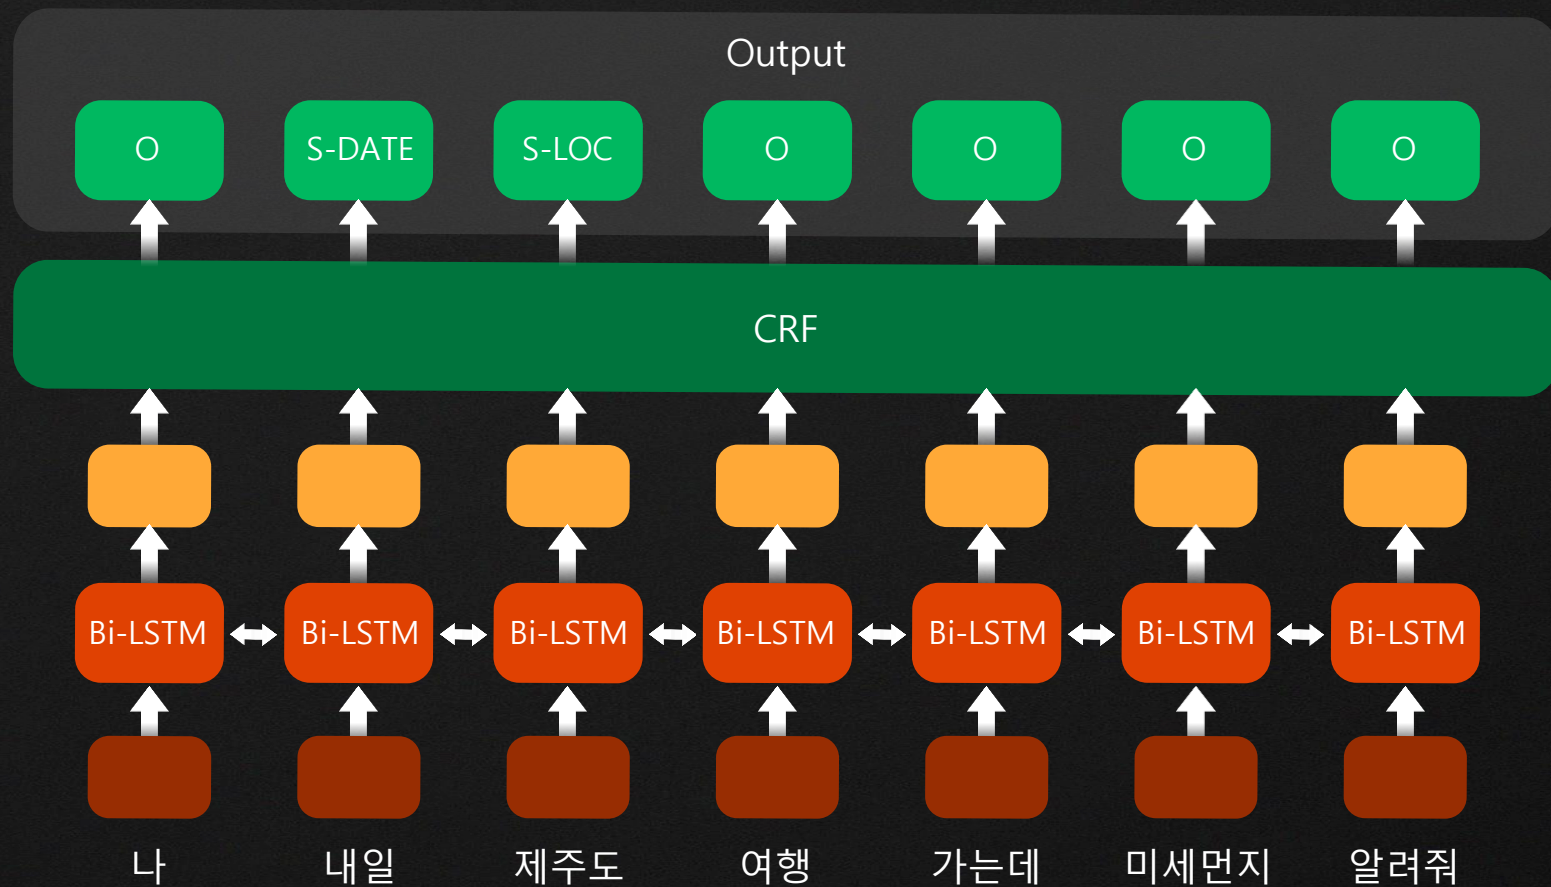 Output
O S-DATE S-LOC O O O O
CRF
Bi-LSTM Bi-LSTM Bi-LSTM Bi-LSTM Bi-LSTM Bi-LSTM Bi-LSTM
나 내일 제주도 여행 가는데 미세먼지 알려줘